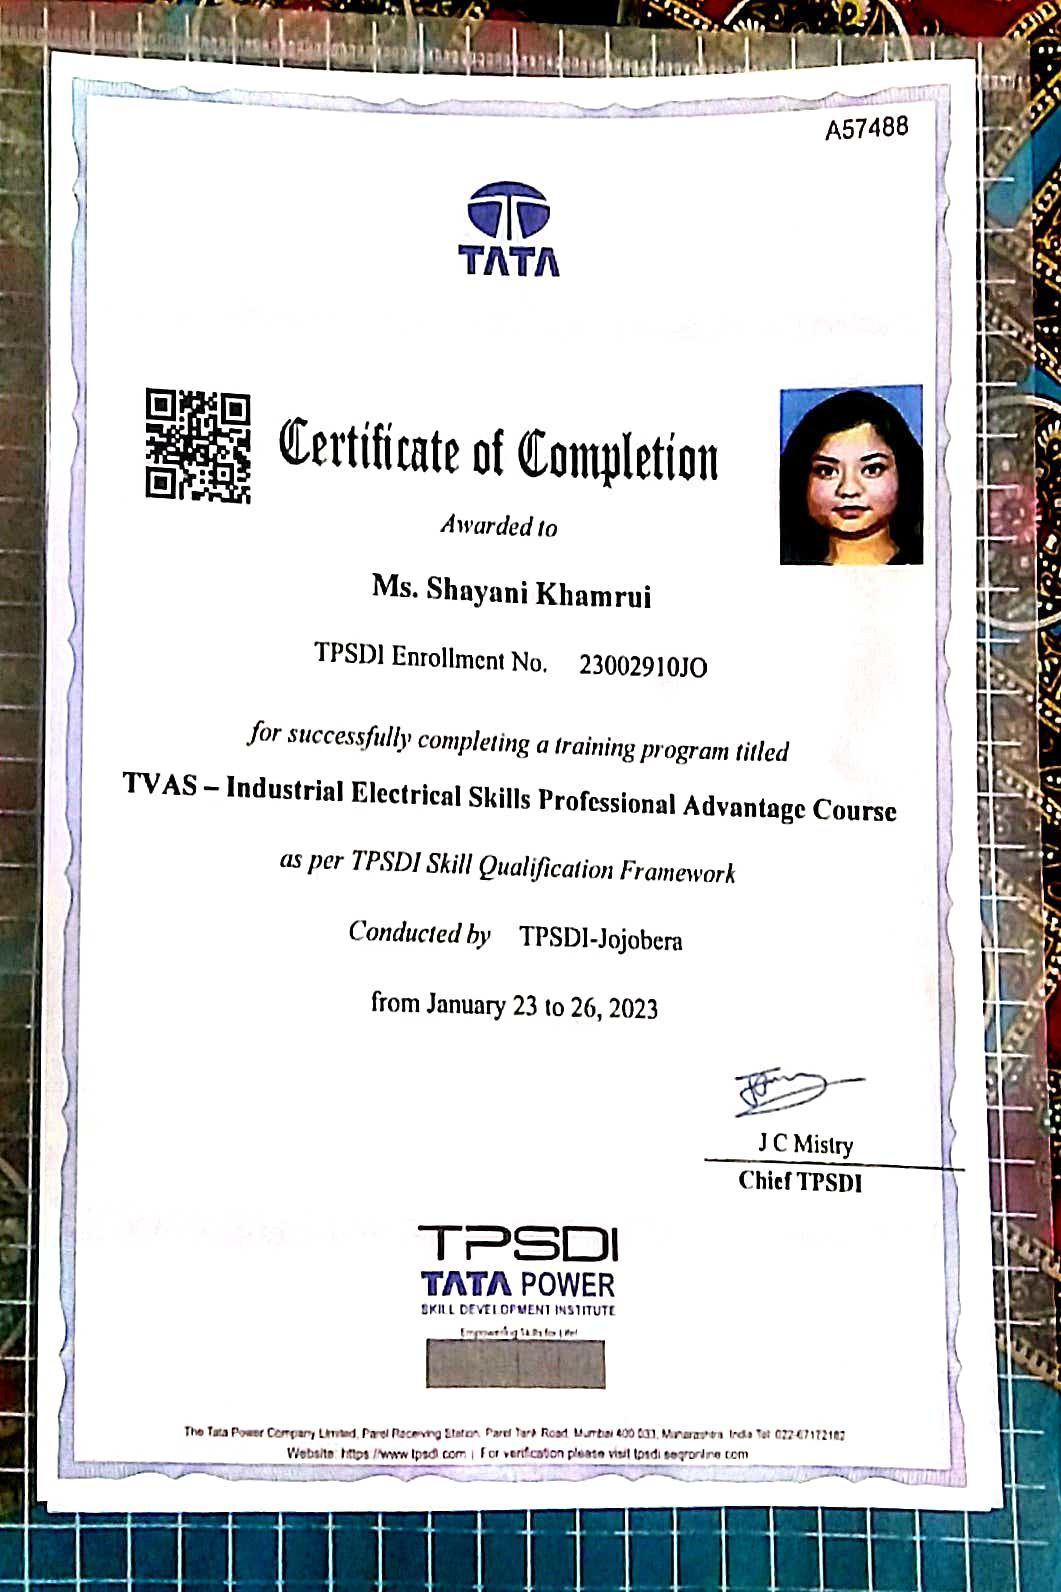 A57488
TATA
Certificate of Completion
Awarded to
Ms. Shayani Khamrui
TPSDI Enrollment No. 23002910JO
for successfully completing a training program titled
TVAS – Industrial Electrical Skills Professional Advantage Course
as per TPSDI Skill Qualification Framework
Conducted by TPSDI-Jojobera
from January 23 to 26, 2023
J C Mistry
Chief TPSDI
TPSDI
TATA POWER
SKILL DEVELOPMENT INSTITUTE
Empowering Skills for Life!
The Tata Power Company Limited, Parel Receiving Station, Parel Tank Road, Mumbai 400 033, Maharashtra, India Tel: 022-67172182
Website: https://www.tpsdi.com | For verification please visit tpsdi.seqronline.com